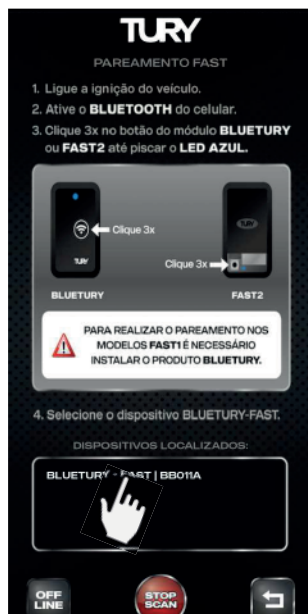 TURY
PAREAMENTO FAST
1. Ligue a ignição do veículo.
2. Ative o BLUETOOTH do celular.
3. Clique 3x no botão do módulo BLUETURY
ou FAST2 até piscar o LED AZUL.
Clique 3x
TURY
Clique 3x
BLUETURY
FAST2
PARA REALIZAR O PAREAMENTO NOS
MODELOS FAST1 É NECESSÁRIO
INSTALAR O PRODUTO BLUETURY.
4. Selecione o dispositivo BLUETURY-FAST.
DISPOSITIVOS LOCALIZADOS:
BLUETURY - FAST | BB011A
OFF
LINE
STOP
SCAN